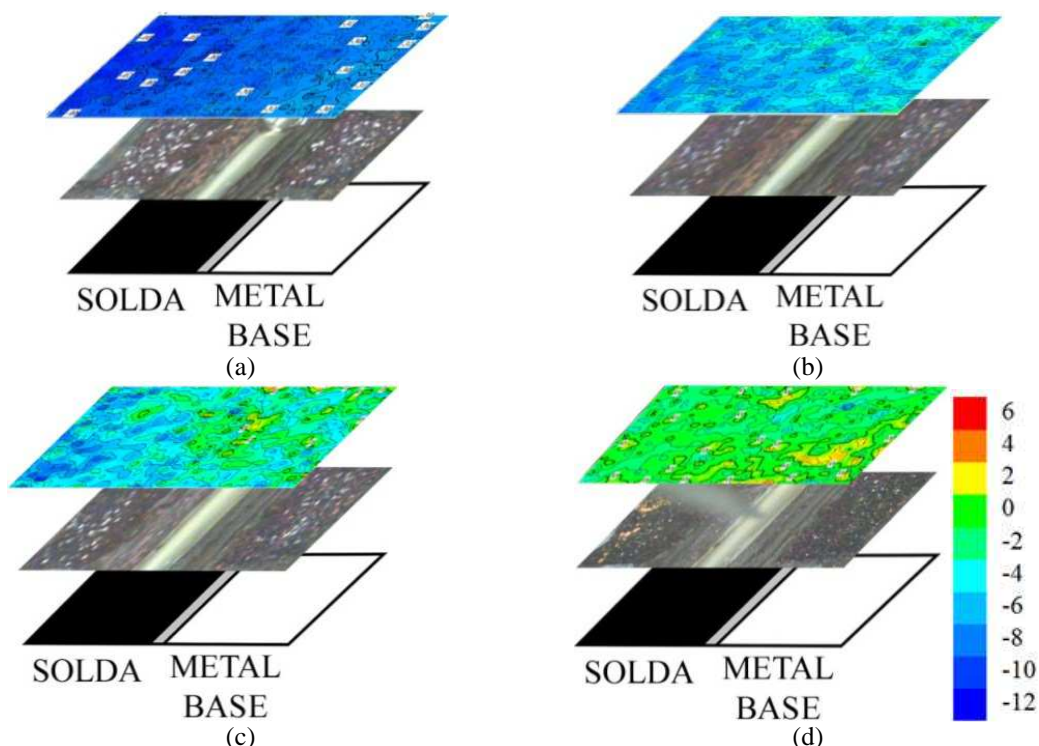 SOLDA METAL
BASE
(a)
SOLDA METAL
BASE
(b)
SOLDA METAL
BASE
(c)
SOLDA METAL
BASE
(d)
6
4
2
0
-2
-4
-6
-8
-10
-12